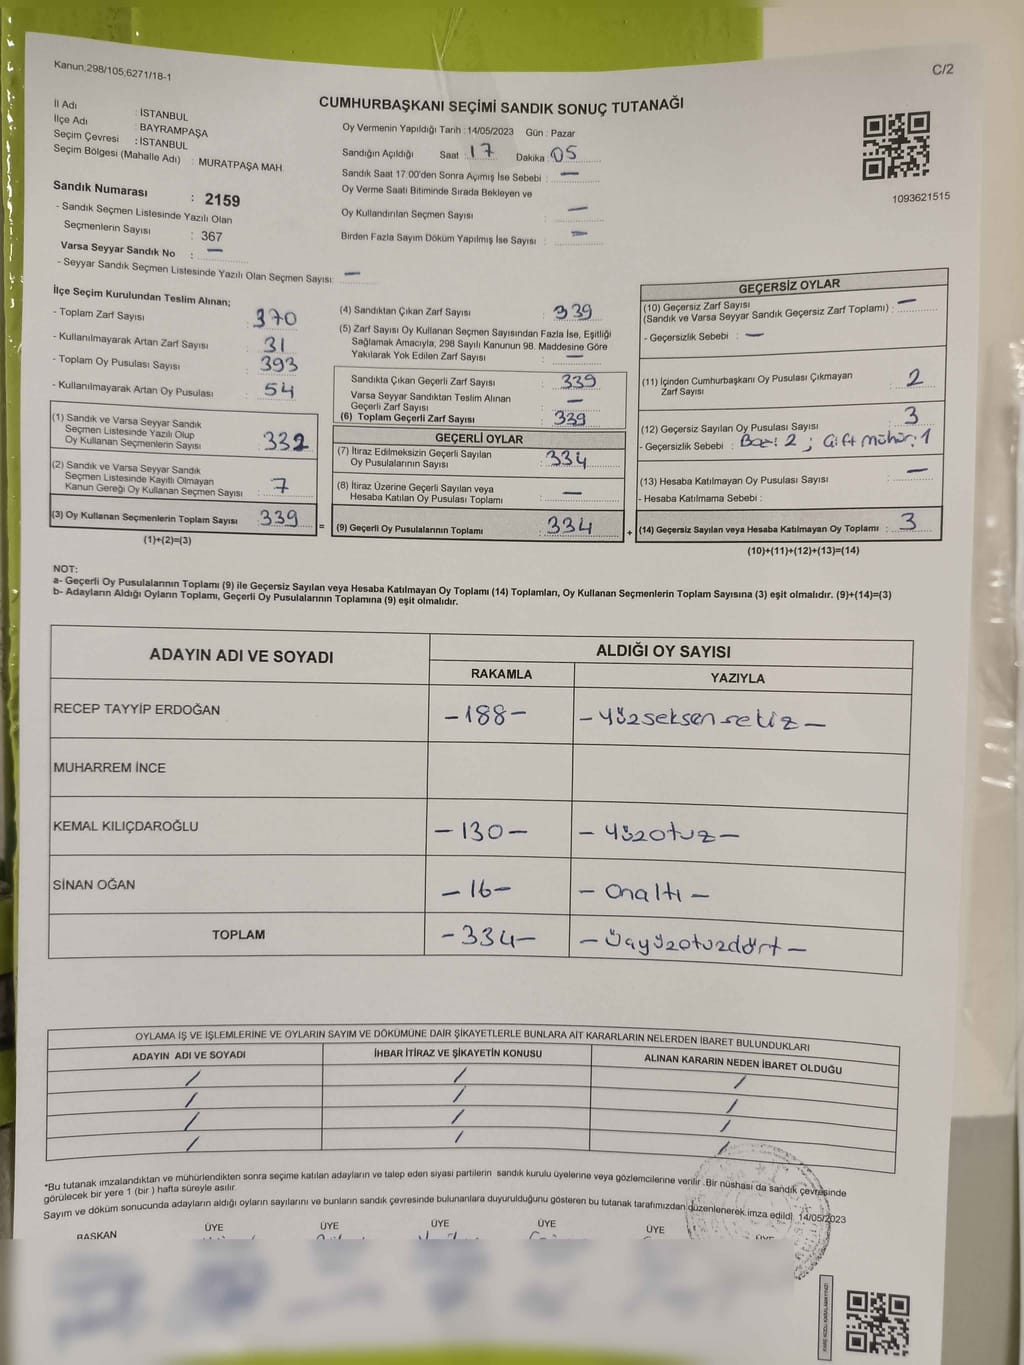 Kanun.298/105,6271/18-1
C/2
CUMHURBAŞKANI SEÇİMİ SANDIK SONUÇ TUTANAĞI
İl Adı : İSTANBUL
İlçe Adı : BAYRAMPAŞA
Seçim Çevresi : İSTANBUL
Seçim Bölgesi (Mahalle Adı) : MURATPAŞA MAH.
Sandık Numarası : 2159
- Sandık Seçmen Listesinde Yazılı Olan
Seçmenlerin Sayısı : 367
Varsa Seyyar Sandık No : —
- Seyyar Sandık Seçmen Listesinde Yazılı Olan Seçmen Sayısı: —
Oy Vermenin Yapıldığı Tarih : 14/05/2023 Gün : Pazar
Sandığın Açıldığı Saat : 17 Dakika : 05
Sandık Saat 17:00'den Sonra Açılmış İse Sebebi : —
Oy Verme Saati Bitiminde Sırada Bekleyen ve
Oy Kullandırılan Seçmen Sayısı : —
Birden Fazla Sayım Döküm Yapılmış İse Sayısı : —
1093621515
İlçe Seçim Kurulundan Teslim Alınan;
- Toplam Zarf Sayısı : 370
- Kullanılmayarak Artan Zarf Sayısı : 31
- Toplam Oy Pusulası Sayısı : 393
- Kullanılmayarak Artan Oy Pusulası : 54
(1) Sandık ve Varsa Seyyar Sandık
Seçmen Listesinde Yazılı Olup
Oy Kullanan Seçmenlerin Sayısı : 332
(2) Sandık ve Varsa Seyyar Sandık
Seçmen Listesinde Kayıtlı Olmayan
Kanun Gereği Oy Kullanan Seçmen Sayısı : 7
(3) Oy Kullanan Seçmenlerin Toplam Sayısı : 339
(1)+(2)=(3)
(4) Sandıktan Çıkan Zarf Sayısı : 339
(5) Zarf Sayısı Oy Kullanan Seçmen Sayısından Fazla İse, Eşitliği
Sağlamak Amacıyla, 298 Sayılı Kanunun 98. Maddesine Göre
Yakılarak Yok Edilen Zarf Sayısı : —
Sandıkta Çıkan Geçerli Zarf Sayısı : 339
Varsa Seyyar Sandıktan Teslim Alınan
Geçerli Zarf Sayısı : —
(6) Toplam Geçerli Zarf Sayısı : 339
GEÇERLİ OYLAR
(7) İtiraz Edilmeksizin Geçerli Sayılan
Oy Pusulasının Sayısı : 334
(8) İtiraz Üzerine Geçerli Sayılan veya
Hesaba Katılan Oy Pusulası Toplamı : —
= (9) Geçerli Oy Pusulalarının Toplamı : 334
GEÇERSİZ OYLAR
(10) Geçersiz Zarf Sayısı
(Sandık ve Varsa Seyyar Sandık Geçersiz Zarf Toplamı) : —
- Geçersizlik Sebebi : —
(11) İçinden Cumhurbaşkanı Oy Pusulası Çıkmayan
Zarf Sayısı : 2
(12) Geçersiz Sayılan Oy Pusulası Sayısı : 3
- Geçersizlik Sebebi : 2 ; Çift mühür: 1
(13) Hesaba Katılmayan Oy Pusulası Sayısı : —
- Hesaba Katılmama Sebebi :
+ (14) Geçersiz Sayılan veya Hesaba Katılmayan Oy Toplamı : 3
(10)+(11)+(12)+(13)=(14)
NOT:
a- Geçerli Oy Pusulalarının Toplamı (9) ile Geçersiz Sayılan veya Hesaba Katılmayan Oy Toplamı (14) Toplamları, Oy Kullanan Seçmenlerin Toplam Sayısına (3) eşit olmalıdır. (9)+(14)=(3)
b- Adayların Aldığı Oyların Toplamı, Geçerli Oy Pusulalarının Toplamına (9) eşit olmalıdır.
ADAYIN ADI VE SOYADI
ALDIĞI OY SAYISI
RAKAMLA YAZIYLA
RECEP TAYYİP ERDOĞAN -188- -Yüzseksensekiz-
MUHARREM İNCE
KEMAL KILIÇDAROĞLU -130- -Yüzotuz-
SİNAN OĞAN -16- -Onaltı-
TOPLAM -334- -Üçyüzotuzdört-
OYLAMA İŞ VE İŞLEMLERİNE VE OYLARIN SAYIM VE DÖKÜMÜNE DAİR ŞİKAYETLERLE BUNLARA AİT KARARLARIN NELERDEN İBARET BULUNDUKLARI
ADAYIN ADI VE SOYADI İHBAR İTİRAZ VE ŞİKAYETİN KONUSU ALINAN KARARIN NEDEN İBARET OLDUĞU
/ / /
/ / /
/ / /
/ / /
*Bu tutanak imzalandıktan ve mühürlendikten sonra seçime katılan adayların ve talep eden siyasi partilerin sandık kurulu üyelerine veya gözlemcilerine verilir. Bir nüshası da sandık çevresinde
görülecek bir yere 1 (bir ) hafta süreyle asılır.
Sayım ve döküm sonucunda adayların aldığı oyların sayılarını ve bunların sandık çevresinde bulunanlara duyurulduğunu gösteren bu tutanak tarafımızdan düzenlenerek imza edildi. 14/05/2023
BAŞKAN ÜYE ÜYE ÜYE ÜYE ÜYE ÜYE